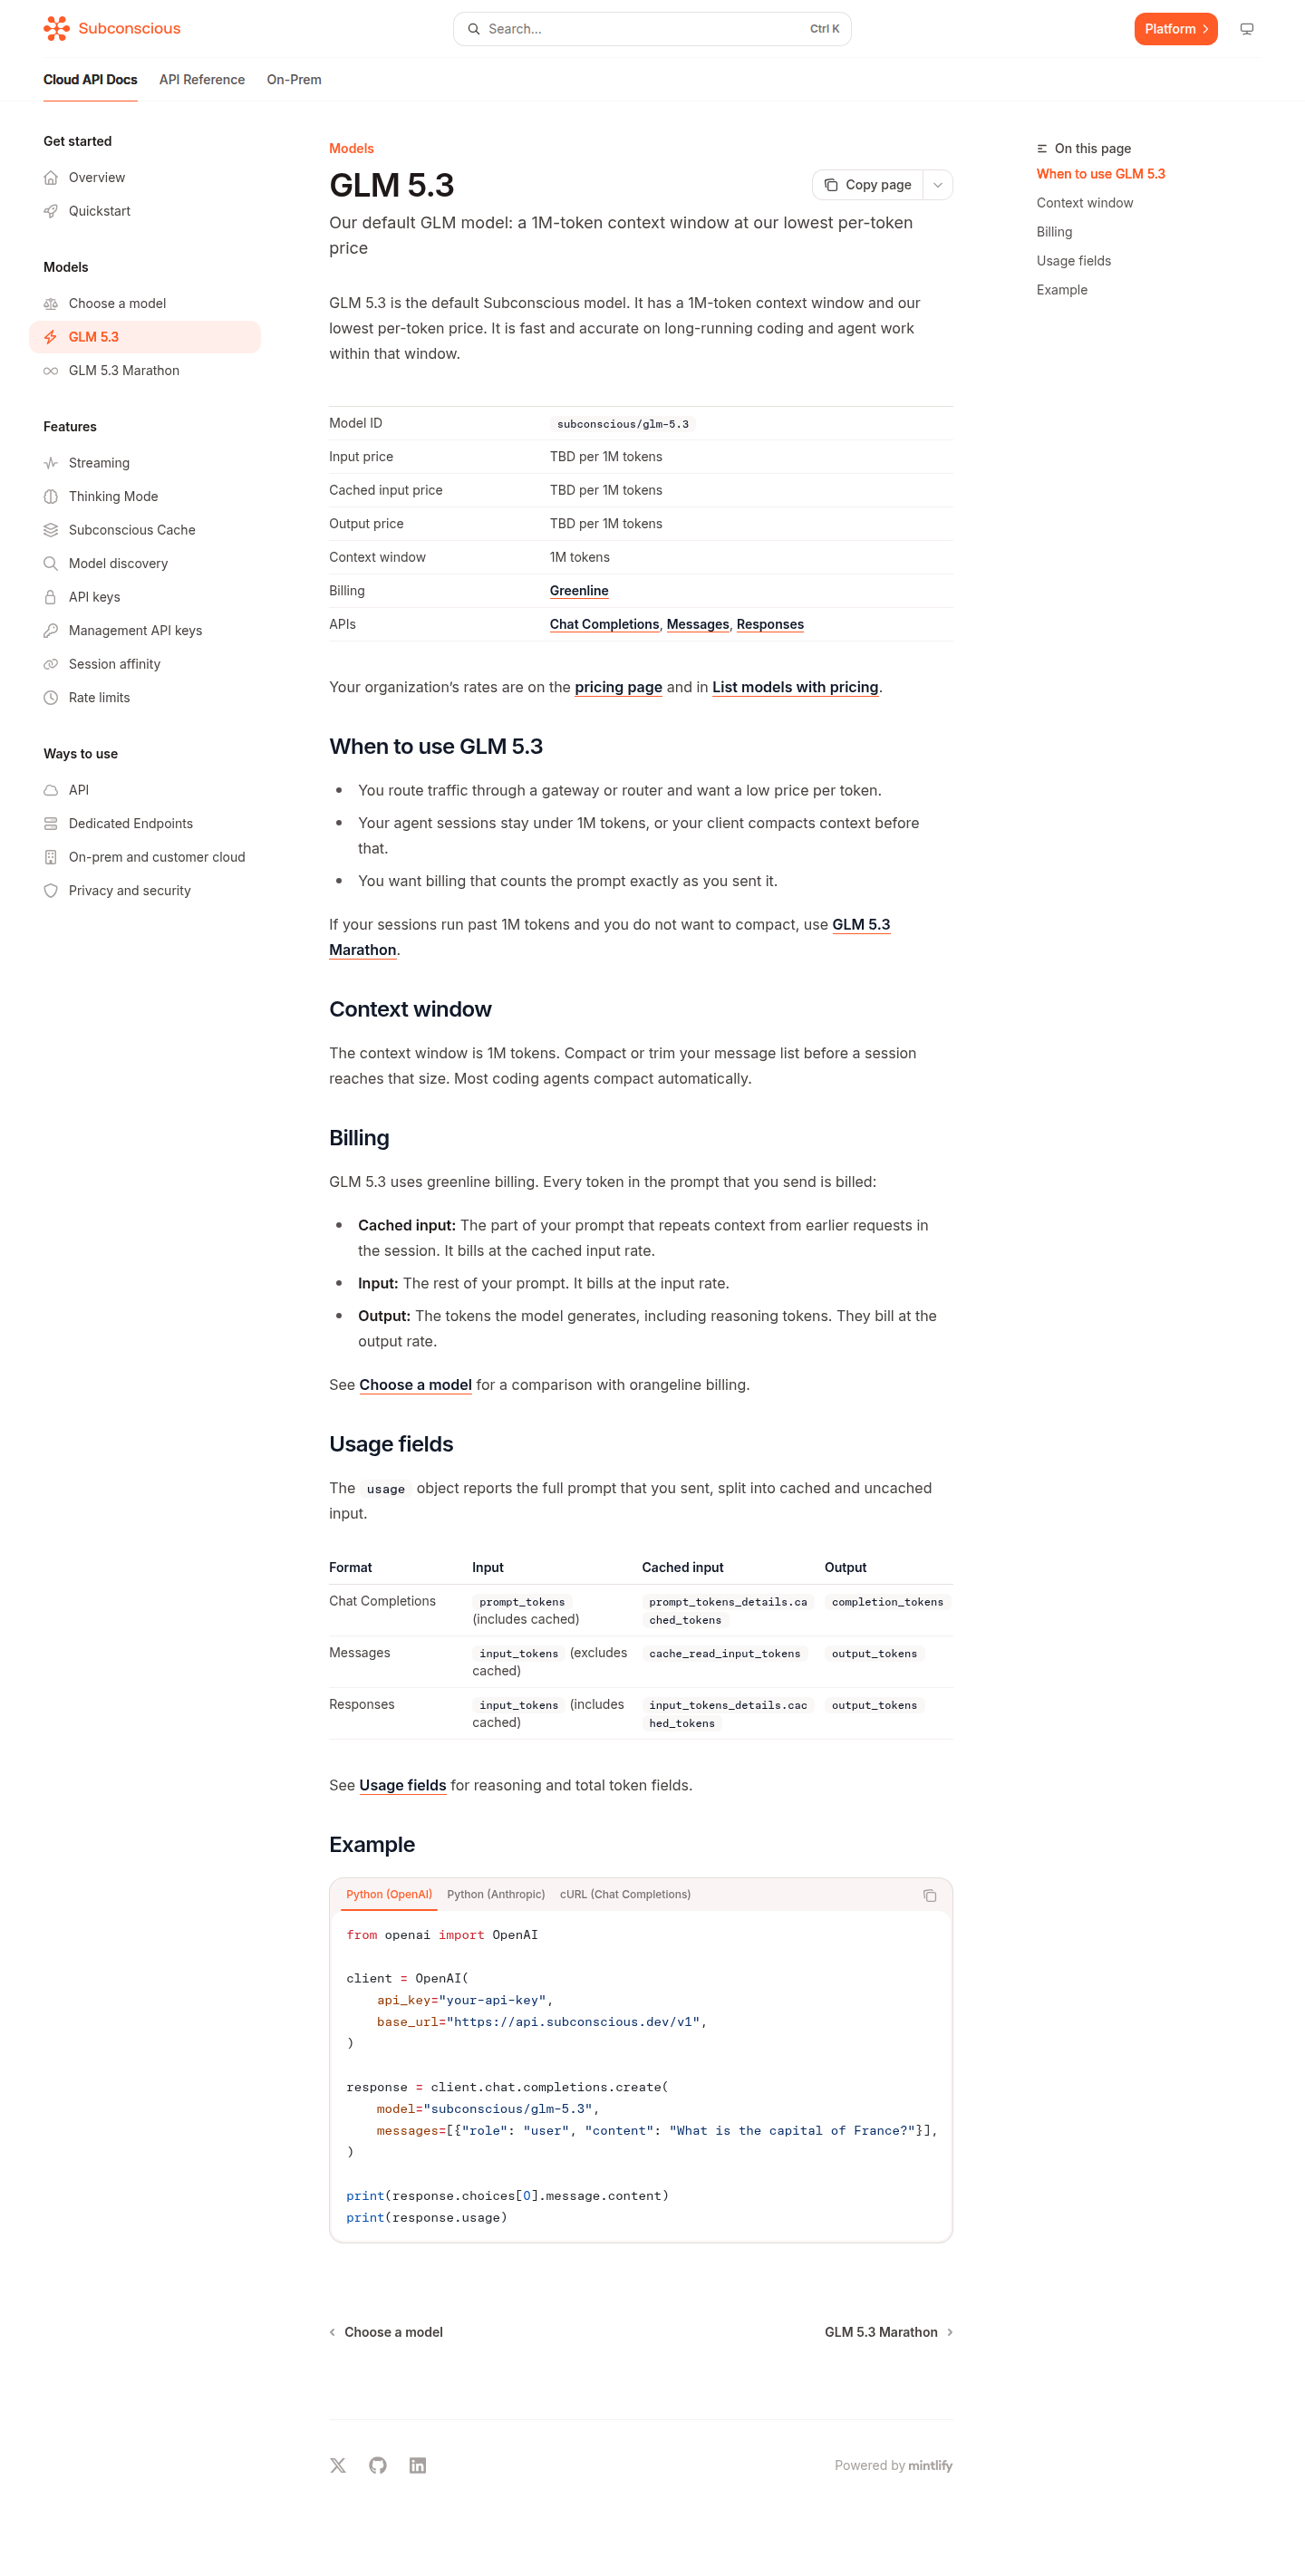 Subconscious
Search...
Ctrl K
Platform
Cloud API Docs
API Reference
On-Prem
Get started
Overview
Quickstart
Models
Choose a model
GLM 5.3
GLM 5.3 Marathon
Features
Streaming
Thinking Mode
Subconscious Cache
Model discovery
API keys
Management API keys
Session affinity
Rate limits
Ways to use
API
Dedicated Endpoints
On-prem and customer cloud
Privacy and security
Models
GLM 5.3
Copy page
Our default GLM model: a 1M-token context window at our lowest per-token
price
GLM 5.3 is the default Subconscious model. It has a 1M-token context window and our
lowest per-token price. It is fast and accurate on long-running coding and agent work
within that window.
Model ID subconscious/glm-5.3
Input price TBD per 1M tokens
Cached input price TBD per 1M tokens
Output price TBD per 1M tokens
Context window 1M tokens
Billing Greenline
APIs Chat Completions, Messages, Responses
Your organization's rates are on the pricing page and in List models with pricing.
When to use GLM 5.3
You route traffic through a gateway or router and want a low price per token.
Your agent sessions stay under 1M tokens, or your client compacts context before
that.
You want billing that counts the prompt exactly as you sent it.
If your sessions run past 1M tokens and you do not want to compact, use GLM 5.3
Marathon.
Context window
The context window is 1M tokens. Compact or trim your message list before a session
reaches that size. Most coding agents compact automatically.
Billing
GLM 5.3 uses greenline billing. Every token in the prompt that you send is billed:
Cached input: The part of your prompt that repeats context from earlier requests in
the session. It bills at the cached input rate.
Input: The rest of your prompt. It bills at the input rate.
Output: The tokens the model generates, including reasoning tokens. They bill at the
output rate.
See Choose a model for a comparison with orangeline billing.
Usage fields
The usage object reports the full prompt that you sent, split into cached and uncached
input.
Format Input Cached input Output
Chat Completions prompt_tokens prompt_tokens_details.ca completion_tokens
(includes cached) ched_tokens
Messages input_tokens (excludes cache_read_input_tokens output_tokens
cached)
Responses input_tokens (includes input_tokens_details.cac output_tokens
cached) hed_tokens
See Usage fields for reasoning and total token fields.
Example
Python (OpenAI) Python (Anthropic) cURL (Chat Completions)
from openai import OpenAI
client = OpenAI(
    api_key="your-api-key",
    base_url="https://api.subconscious.dev/v1",
)
response = client.chat.completions.create(
    model="subconscious/glm-5.3",
    messages=[{"role": "user", "content": "What is the capital of France?"}],
)
print(response.choices[0].message.content)
print(response.usage)
Choose a model
GLM 5.3 Marathon
Powered by mintlify
On this page
When to use GLM 5.3
Context window
Billing
Usage fields
Example